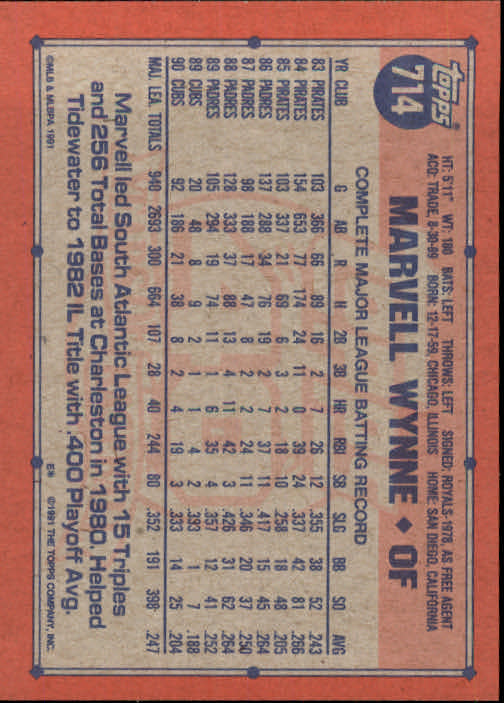 topps
714
HT: 5'11" WT: 180 BATS: LEFT THROWS: LEFT SIGNED: ROYALS-1978, AS FREE AGENT
ACQ: TRADE, 8-30-89 BORN: 12-17-59, CHICAGO, ILLINOIS HOME: SAN DIEGO, CALIFORNIA
MARVELL WYNNE ◆ OF
COMPLETE MAJOR LEAGUE BATTING RECORD
YR CLUB G AB R H 2B 3B HR RBI SB SLG BB SO AVG
83 PIRATES 103 366 66 89 16 2 7 26 12 .355 38 52 .243
84 PIRATES 154 653 77 174 24 11 0 39 24 .337 42 81 .266
85 PIRATES 103 337 21 69 6 3 2 18 10 .258 18 48 .205
86 PADRES 137 288 34 76 19 2 7 37 11 .417 15 45 .264
87 PADRES 98 188 17 47 8 2 2 24 11 .346 20 37 .250
88 PADRES 128 333 37 88 13 4 11 42 3 .426 31 62 .264
89 PADRES 105 294 19 74 11 1 6 35 4 .357 12 41 .252
89 CUBS 20 48 8 9 2 1 1 4 2 .333 1 7 .188
90 CUBS 92 186 21 38 8 2 4 19 3 .333 14 25 .204
MAJ. LEA. TOTALS 940 2693 300 664 107 28 40 244 80 .352 191 398 .247
Marvell led South Atlantic League with 15 Triples
and 256 Total Bases at Charleston in 1980. Helped
Tidewater to 1982 IL Title with .400 Playoff Avg.
©MLB & MLBPA 1991 ©1991 THE TOPPS COMPANY, INC.